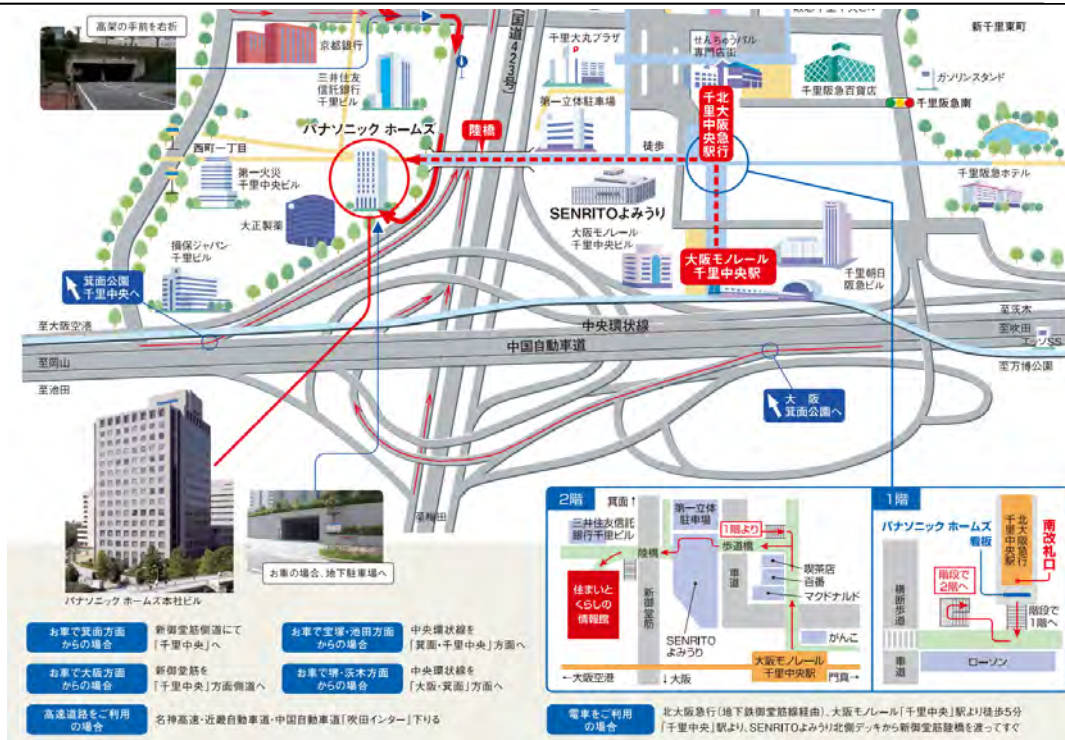 高架の手前を右折
京都銀行
三井住友
信託銀行
千里ビル
(国道423号)
千里大丸プラザ
P
第一立体駐車場
せんちゅうパル
専門店街
千里阪急百貨店
新千里東町
ガソリンスタンド
千里阪急南
パナソニック ホームズ
陸橋
徒歩
北大阪急行
千里中央駅
西町一丁目
第一火災
千里中央ビル
大正製薬
SENRITOよみうり
大阪モノレール
千里中央ビル
大阪モノレール
千里中央駅
千里阪急ホテル
千里朝日
阪急ビル
損保ジャパン
千里ビル
箕面公園
千里中央へ
至大阪空港
至岡山
至池田
中央環状線
中国自動車道
至茨木
至吹田
エッソSS
至万博公園
大阪
箕面公園へ
至梅田
お車の場合、地下駐車場へ
パナソニック ホームズ本社ビル
2階
箕面↑
三井住友信託
銀行千里ビル
第一立体
駐車場
1階より
陸橋
歩道橋
住まいと
くらしの
情報館
新御堂筋
車道
喫茶店
百番
マクドナルド
SENRITO
よみうり
がんこ
大阪モノレール
千里中央駅
←大阪空港
↓大阪
門真→
1階
パナソニック ホームズ
看板
北大阪急行
千里中央駅
南改札口
階段で
2階へ
横断歩道
階段で
1階へ
車道
ローソン
お車で箕面方面
からの場合
新御堂筋側道にて
「千里中央」へ
お車で宝塚・池田方面
からの場合
中央環状線を
「箕面・千里中央」方面へ
お車で大阪方面
からの場合
新御堂筋を
「千里中央」方面側道へ
お車で堺・茨木方面
からの場合
中央環状線を
「大阪・箕面」方面へ
高速道路をご利用
の場合
名神高速・近畿自動車道・中国自動車道「吹田インター」下りる
電車をご利用
の場合
北大阪急行(地下鉄御堂筋線経由)、大阪モノレール「千里中央」駅より徒歩5分
「千里中央」駅より、SENRITOよみうり北側デッキから新御堂筋陸橋を渡ってすぐ